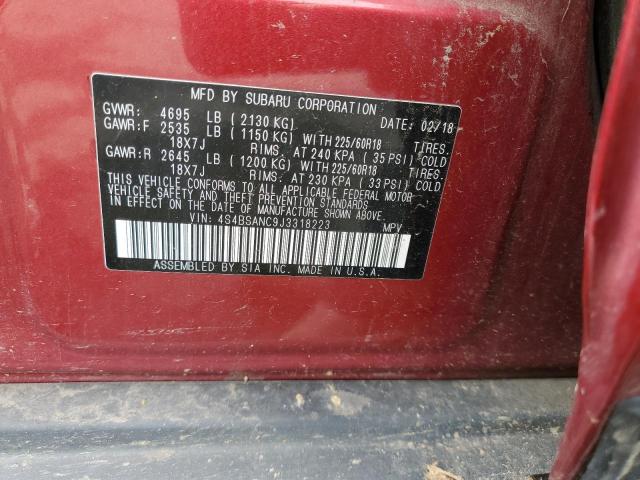 MFD BY SUBARU CORPORATION
GVWR: 4695 LB (2130 KG) DATE: 02/18
GAWR:F 2535 LB (1150 KG) WITH 225/60R18 TIRES.
18X7J RIMS. AT 240 KPA (35 PSI) COLD
GAWR:R 2645 LB (1200 KG) WITH 225/60R18 TIRES.
18X7J RIMS. AT 230 KPA (33 PSI) COLD
THIS VEHICLE CONFORMS TO ALL APPLICABLE FEDERAL MOTOR
VEHICLE SAFETY AND THEFT PREVENTION STANDARDS
IN EFFECT ON THE DATE OF MANUFACTURE SHOWN ABOVE.
VIN: 4S4BSANC9J3318223 MPV
ASSEMBLED BY SIA INC. MADE IN U.S.A.